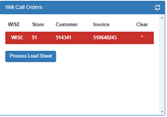 Will Call Orders
WISE Store Customer Invoice Clear
WISE 51 514341 510648243 *
Process Load Sheet